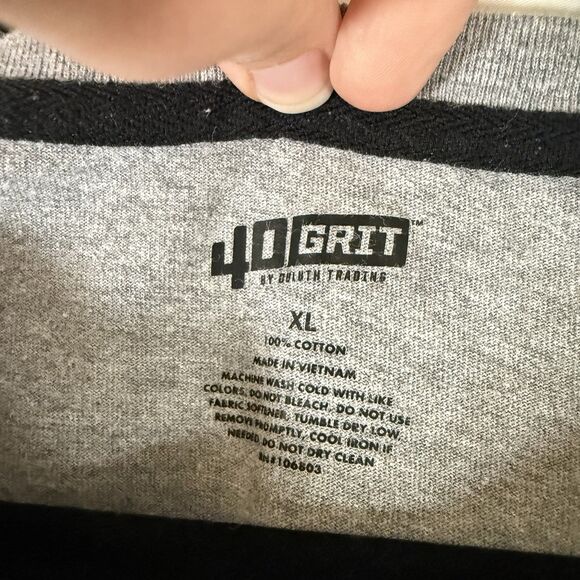 40 GRIT™
BY DULUTH TRADING
XL
100% COTTON
MADE IN VIETNAM
MACHINE WASH COLD WITH LIKE
COLORS, DO NOT BLEACH, DO NOT USE
FABRIC SOFTENER, TUMBLE DRY LOW,
REMOVE PROMPTLY, COOL IRON IF
NEEDED DO NOT DRY CLEAN
RN#106803